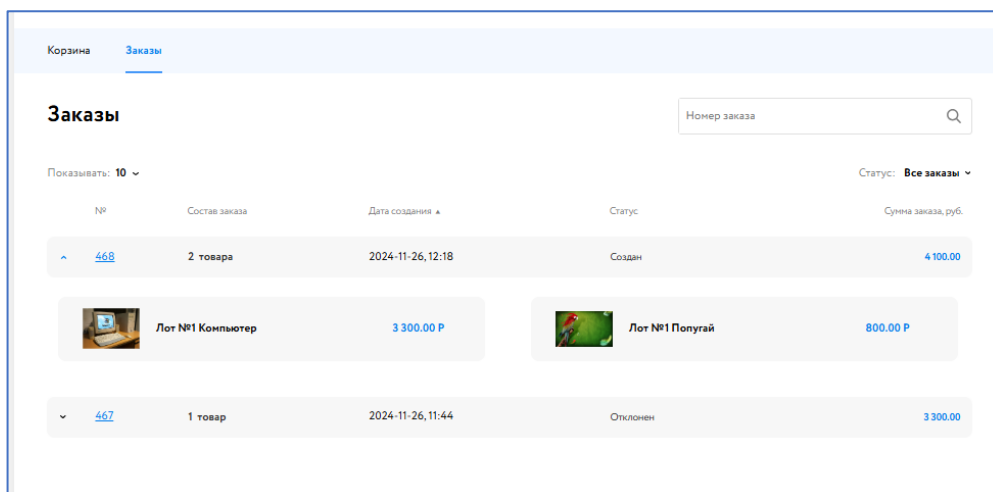 Корзина Заказы
Заказы
Номер заказа
Показывать: 10 Статус: Все заказы
№ Состав заказа Дата создания ▲ Статус Сумма заказа, руб.
468 2 товара 2024-11-26, 12:18 Создан 4 100.00
Лот №1 Компьютер 3 300.00 Р Лот №1 Попугай 800.00 Р
467 1 товар 2024-11-26, 11:44 Отклонен 3 300.00